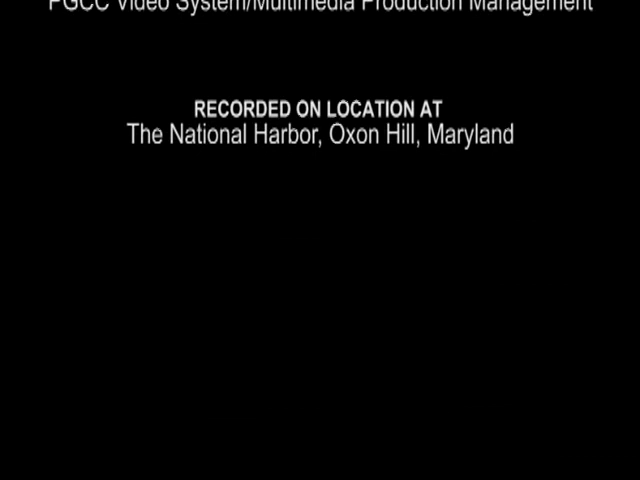 PGCC Video System/Multimedia Production Management
RECORDED ON LOCATION AT
The National Harbor, Oxon Hill, Maryland